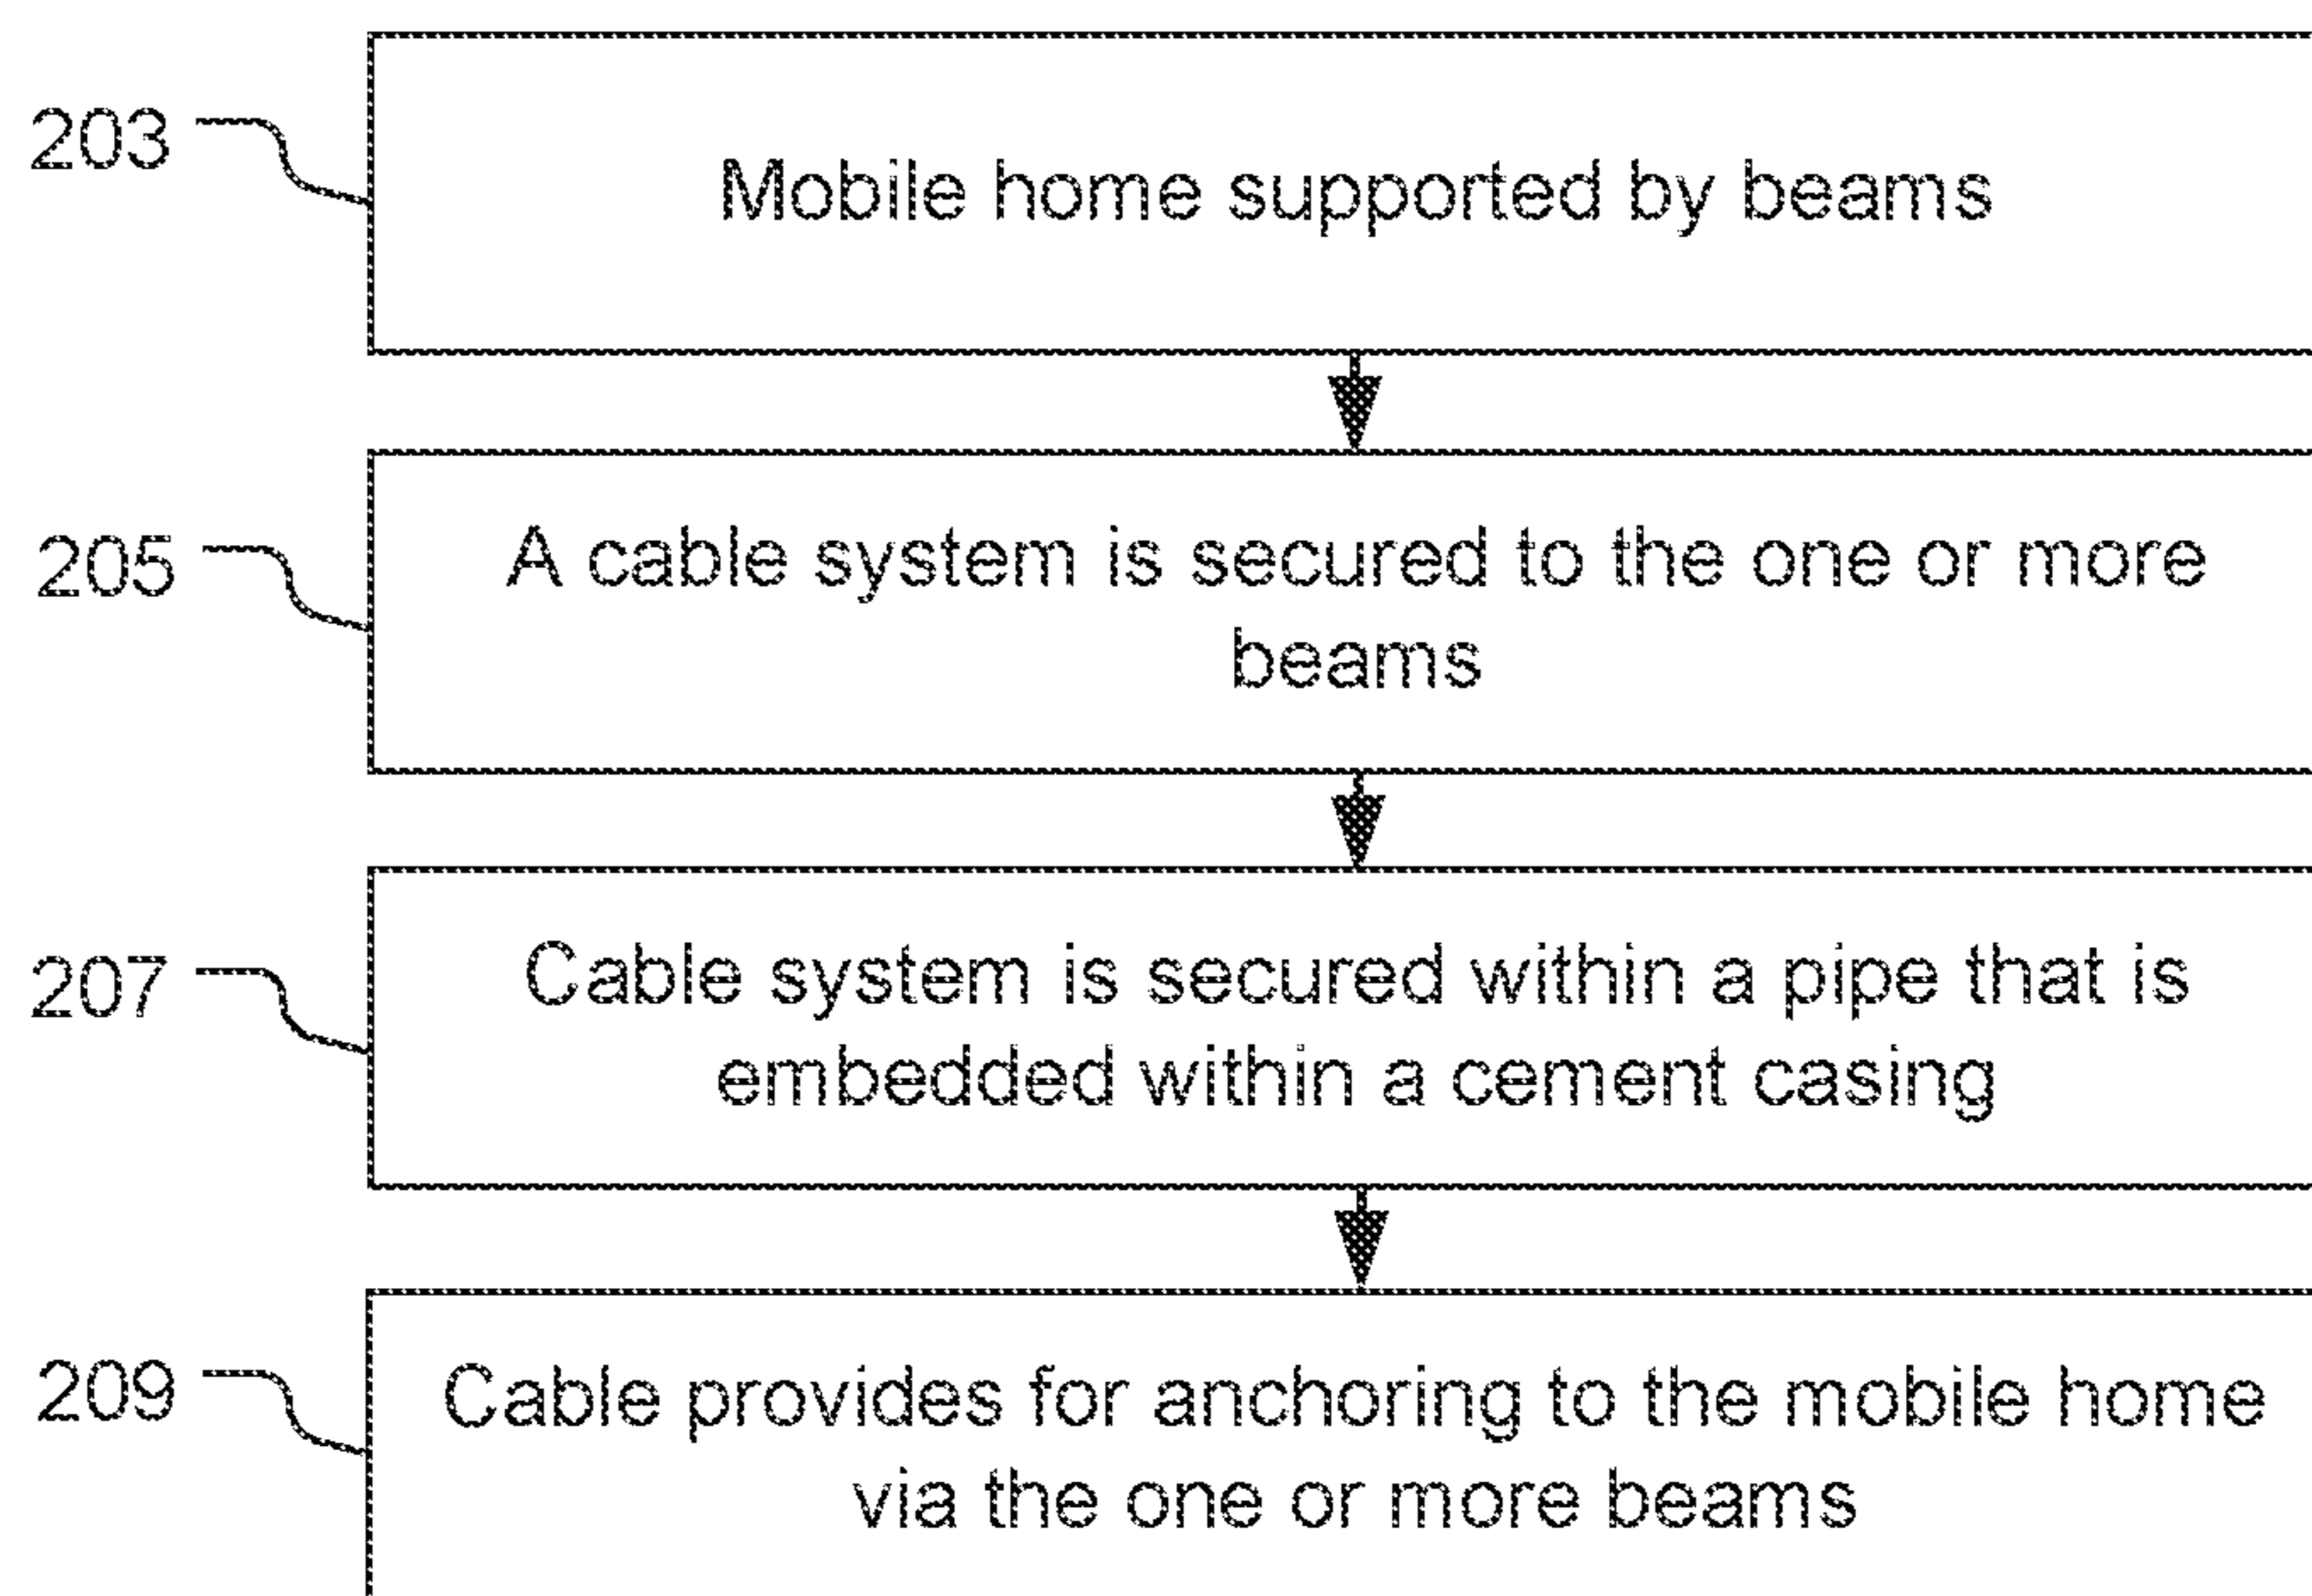 203
Mobile home supported by beams
205
A cable system is secured to the one or more
beams
207
Cable system is secured within a pipe that is
embedded within a cement casing
209
Cable provides for anchoring to the mobile home
via the one or more beams